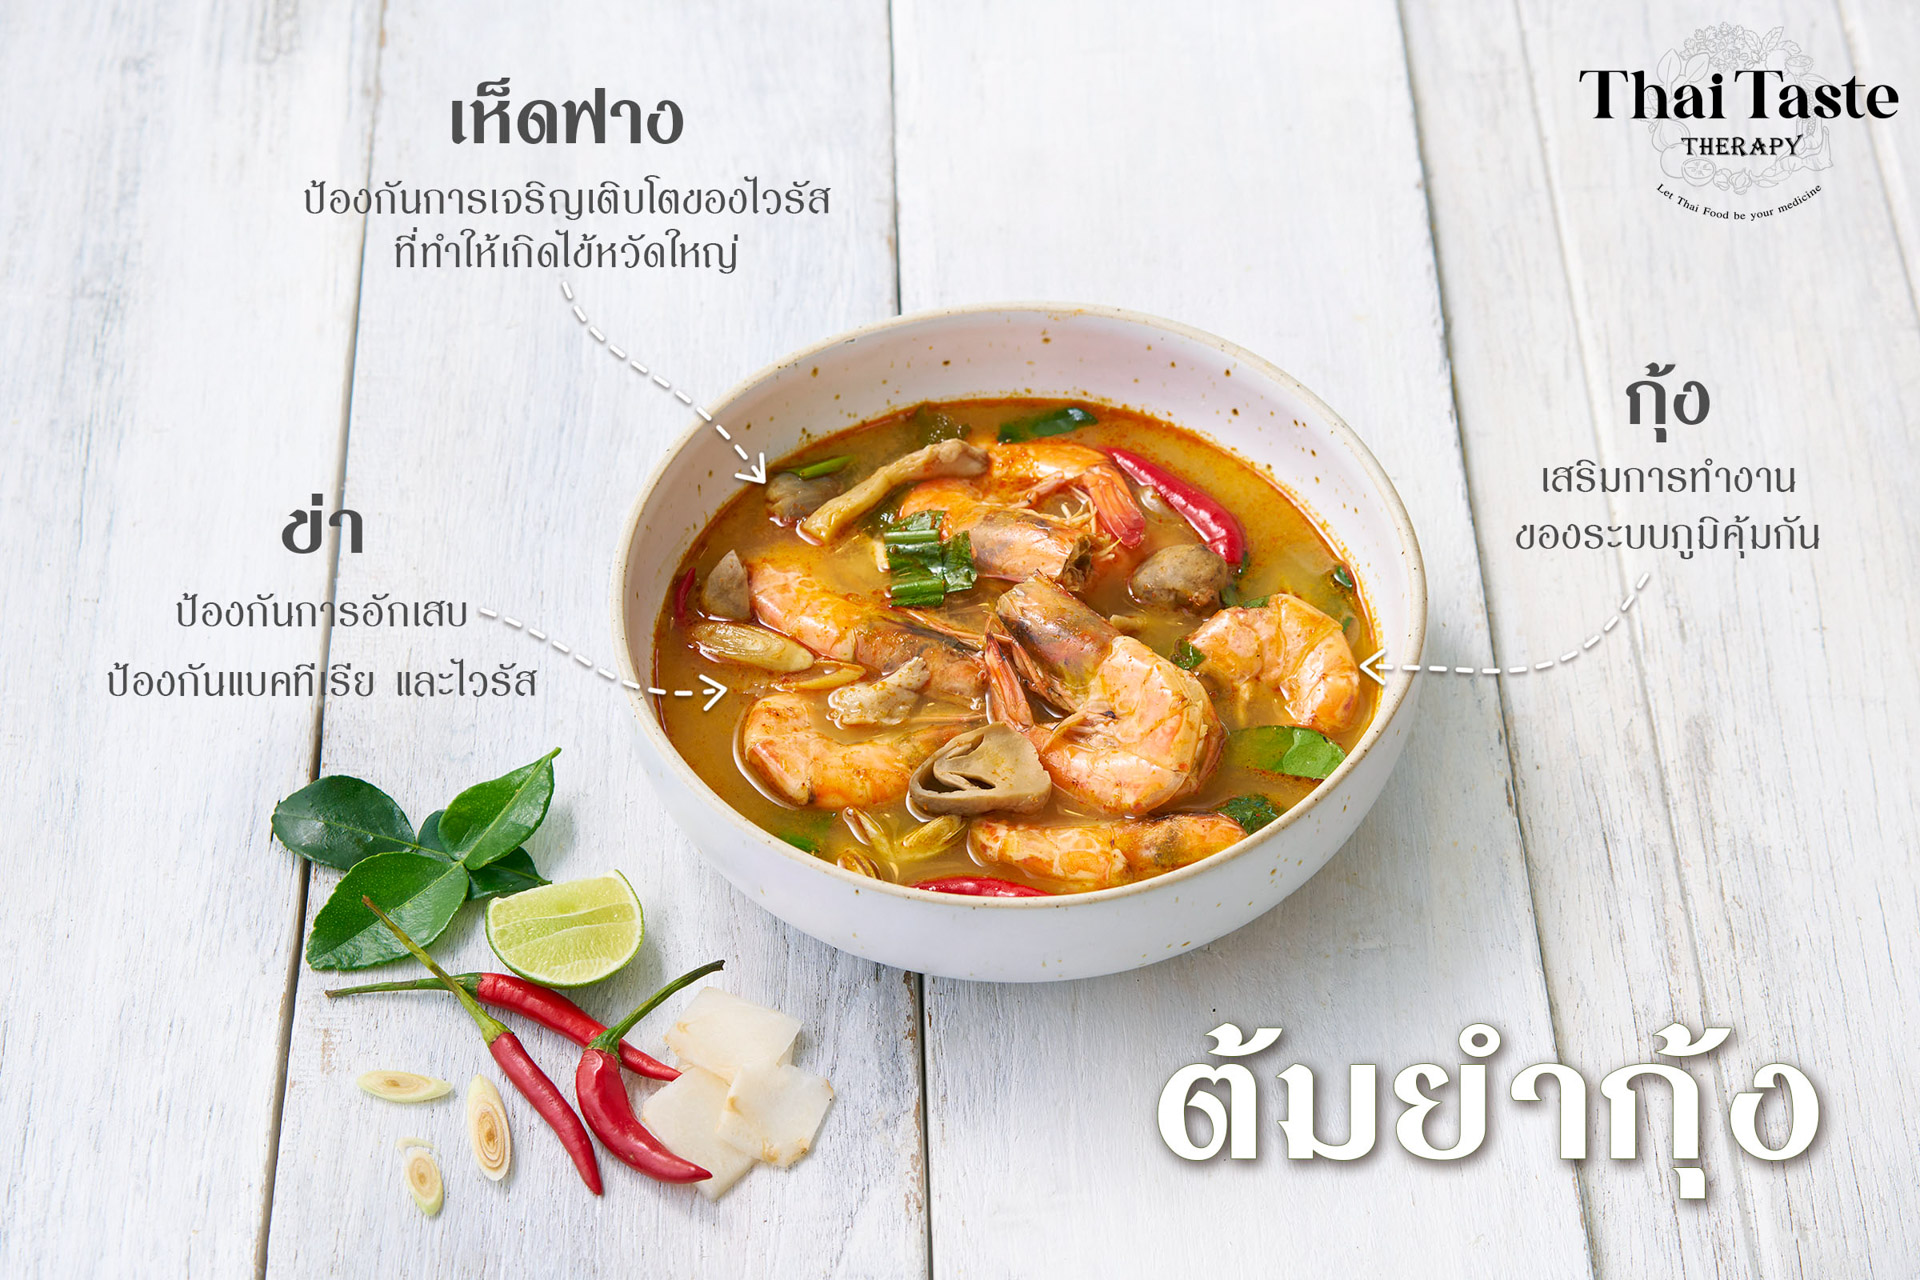 Thai Taste
THERAPY
Let Thai Food be your medicine
เห็ดฟาง
ป้องกันการเจริญเติบโตของไวรัส
ที่ทำให้เกิดไข้หวัดใหญ่
กุ้ง
เสริมการทำงาน
ของระบบภูมิคุ้มกัน
ข่า
ป้องกันการอักเสบ
ป้องกันแบคทีเรีย และไวรัส
ต้มยำกุ้ง